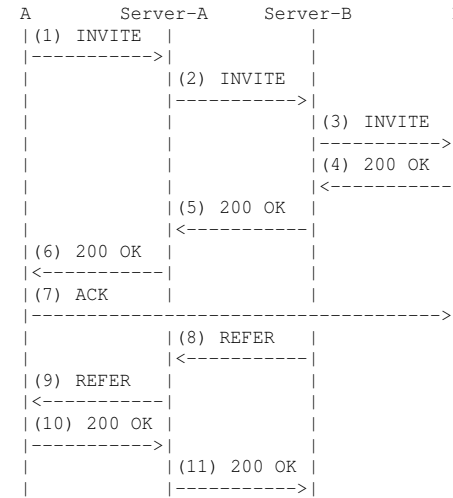 A Server-A Server-B
(1) INVITE
(2) INVITE
(3) INVITE
(4) 200 OK
(5) 200 OK
(6) 200 OK
(7) ACK
(8) REFER
(9) REFER
(10) 200 OK
(11) 200 OK